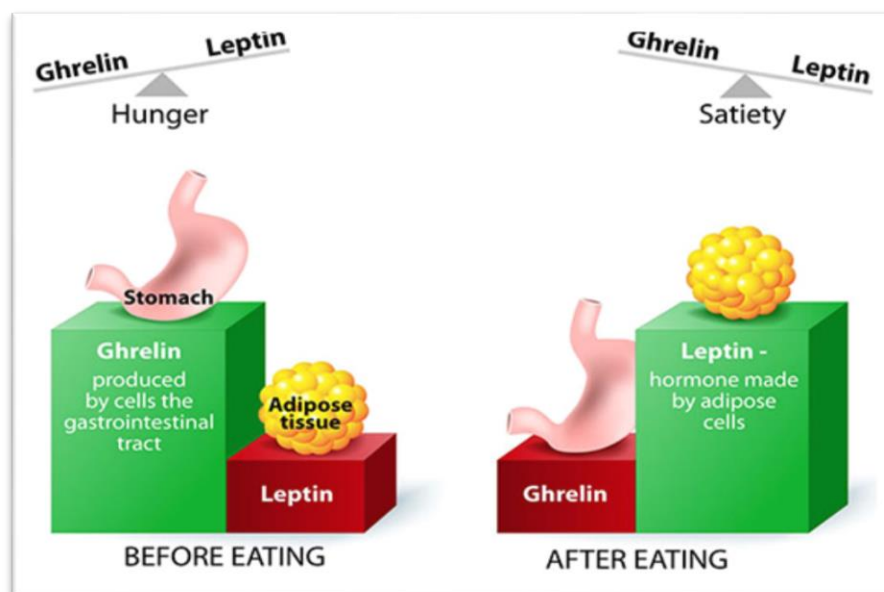 Ghrelin Leptin
Hunger
Ghrelin Leptin
Satiety
Stomach
Ghrelin
produced
by cells the
gastrointestinal
tract
Adipose
tissue
Leptin
BEFORE EATING
Leptin -
hormone made
by adipose
cells
Ghrelin
AFTER EATING